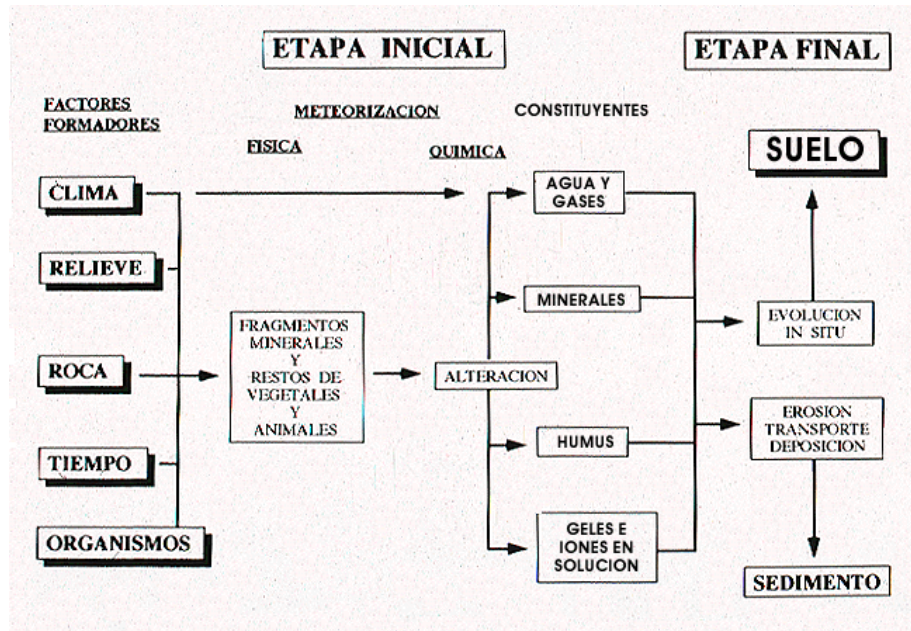 ETAPA INICIAL
ETAPA FINAL
FACTORES
FORMADORES
METEORIZACION
FISICA
QUIMICA
CONSTITUYENTES
CLIMA
RELIEVE
ROCA
TIEMPO
ORGANISMOS
FRAGMENTOS
MINERALES
Y
RESTOS DE
VEGETALES
Y
ANIMALES
ALTERACION
AGUA Y
GASES
MINERALES
HUMUS
GELES E
IONES EN
SOLUCION
SUELO
EVOLUCION
IN SITU
EROSION
TRANSPORTE
DEPOSICION
SEDIMENTO